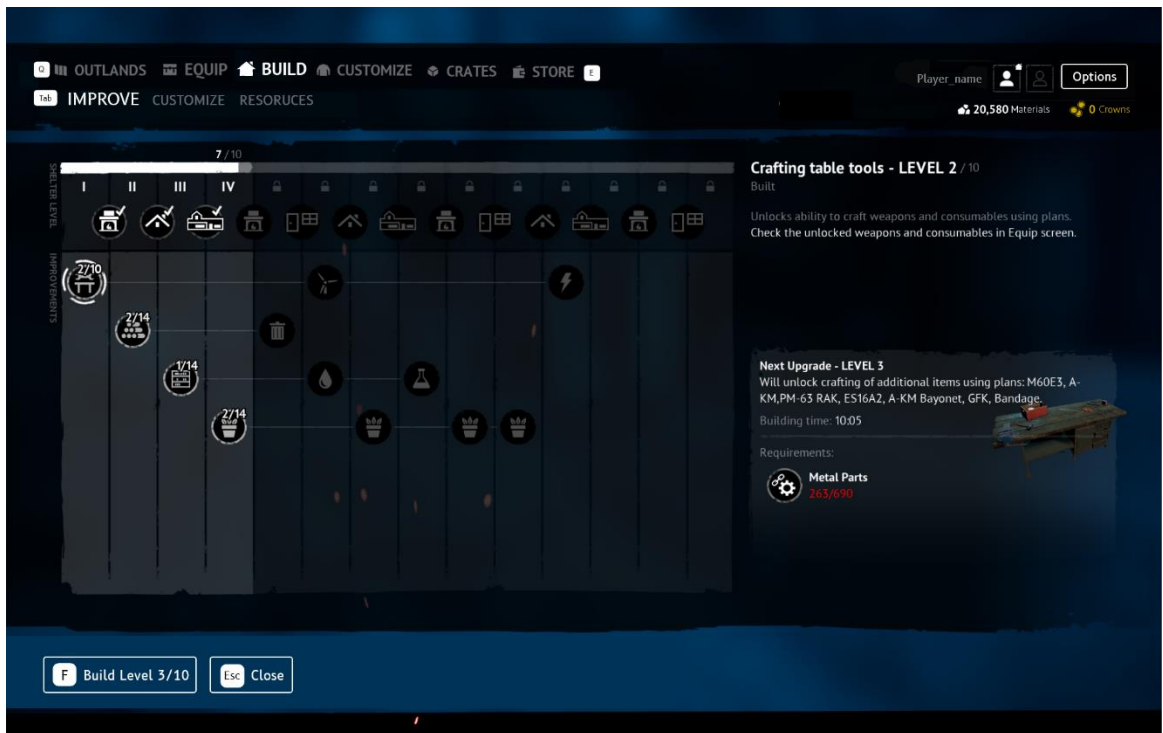 Q OUTLANDS EQUIP BUILD CUSTOMIZE CRATES STORE E
Player_name Options
Tab IMPROVE CUSTOMIZE RESORUCES
20,580 Materials 0 Crowns
7/10
SHELTER LEVEL
I II III IV
IMPROVEMENTS
2/10
2/14
1/14
2/14
Crafting table tools - LEVEL 2 / 10
Built
Unlocks ability to craft weapons and consumables using plans.
Check the unlocked weapons and consumables in Equip screen.
Next Upgrade - LEVEL 3
Will unlock crafting of additional items using plans: M60E3, A-
KM,PM-63 RAK, ES16A2, A-KM Bayonet, GFK, Bandage.
Building time: 10:05
Requirements:
Metal Parts
263/690
F Build Level 3/10 Esc Close